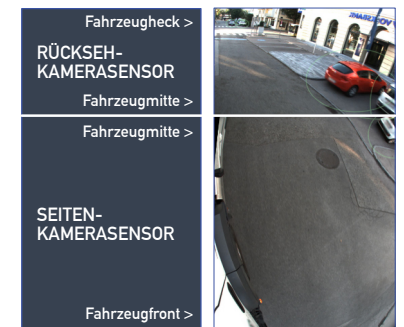 Fahrzeugheck >
RÜCKSEH-
KAMERASENSOR
Fahrzeugmitte >
Fahrzeugmitte >
SEITEN-
KAMERASENSOR
Fahrzeugfront >